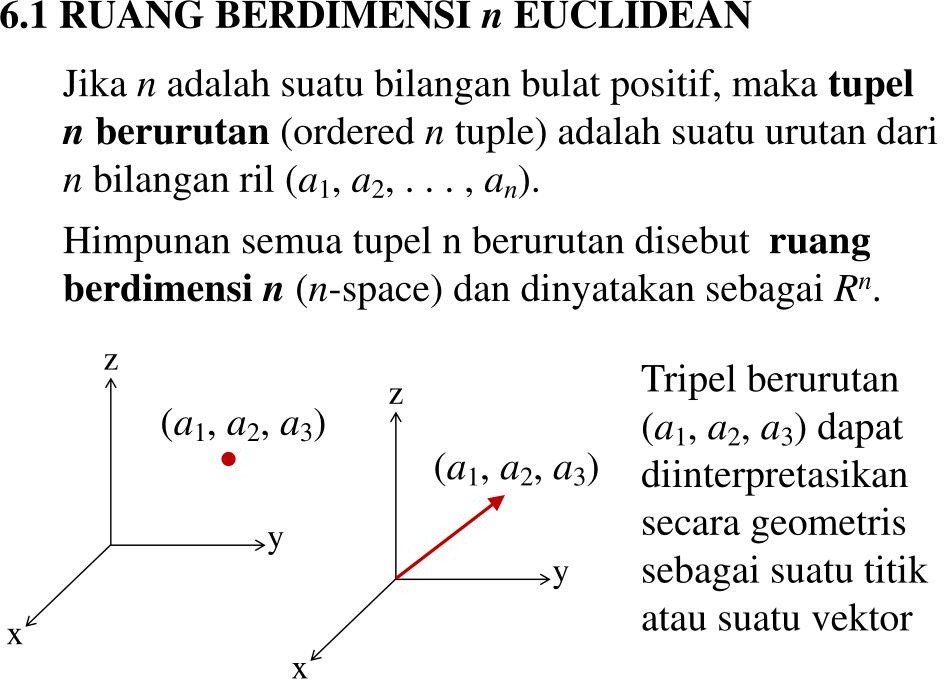 6.1 RUANG BERDIMENSI n EUCLIDEAN
Jika n adalah suatu bilangan bulat positif, maka tupel
n berurutan (ordered n tuple) adalah suatu urutan dari
n bilangan ril (a₁, a₂, . . . , aₙ).
Himpunan semua tupel n berurutan disebut ruang
berdimensi n (n-space) dan dinyatakan sebagai Rⁿ.
z
(a₁, a₂, a₃)
y
x
z
(a₁, a₂, a₃)
y
x
Tripel berurutan
(a₁, a₂, a₃) dapat
diinterpretasikan
secara geometris
sebagai suatu titik
atau suatu vektor